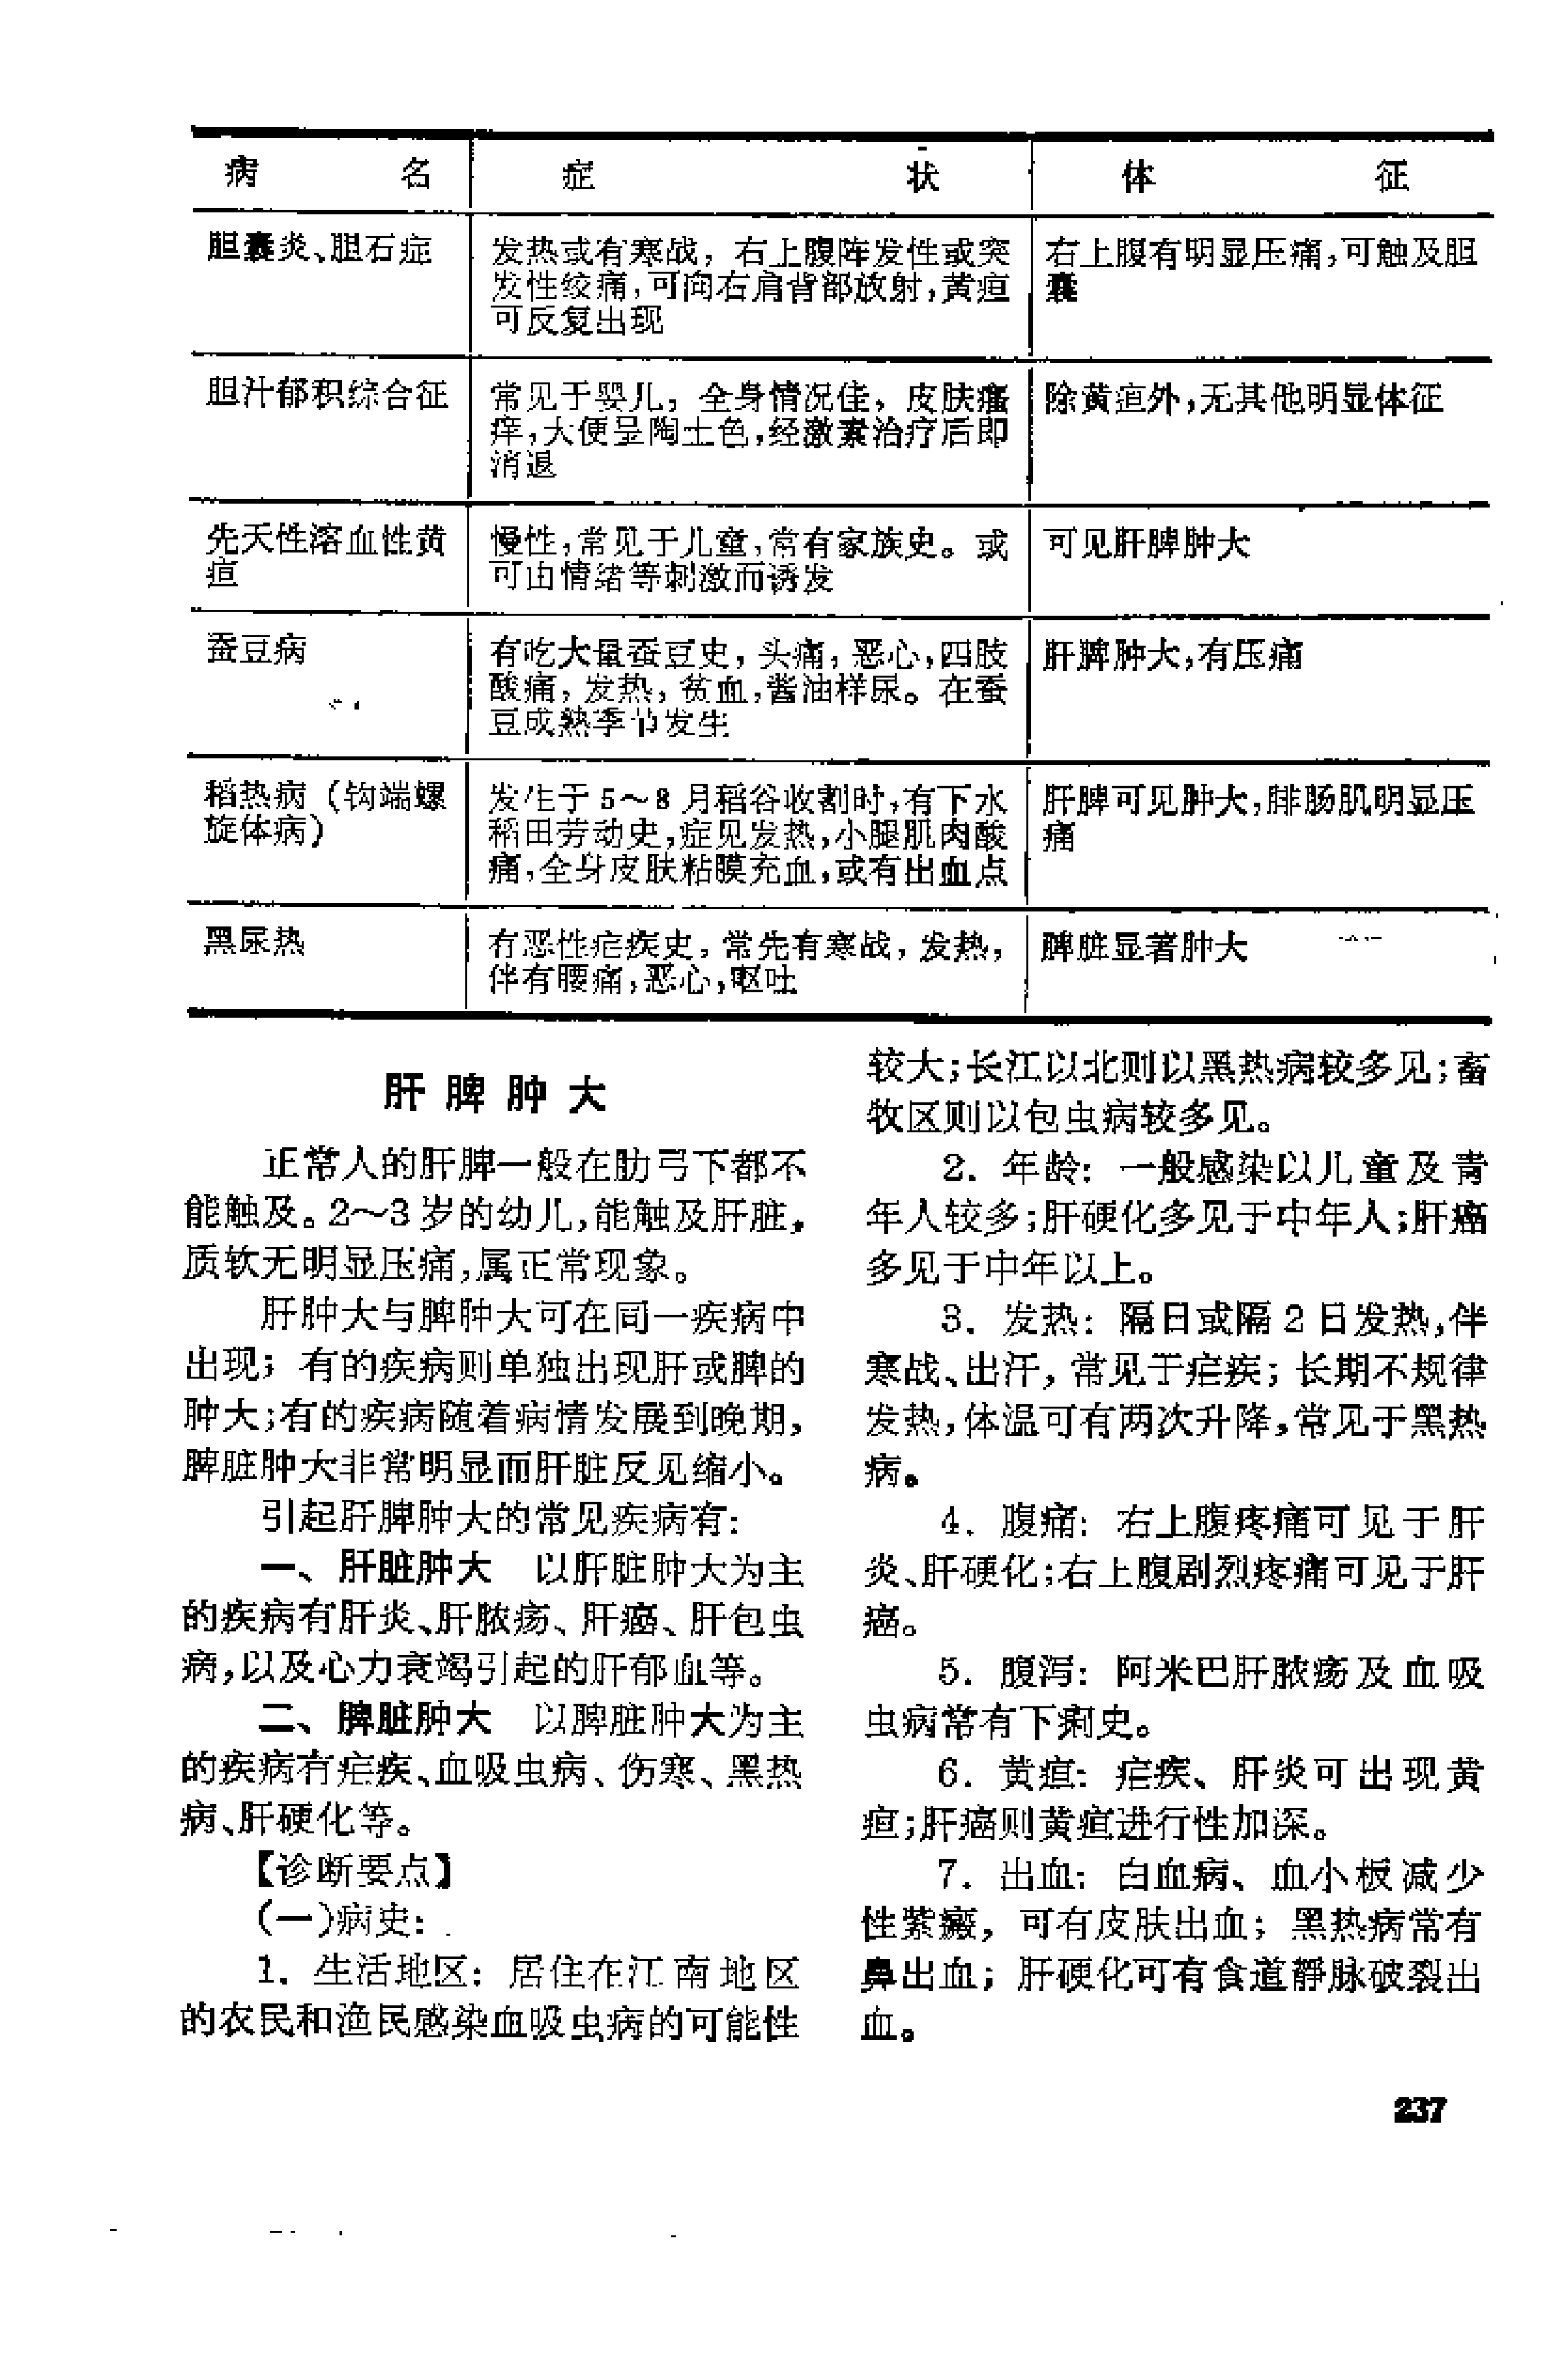 病　　名　　症　　状　　体　　征
胆囊炎、胆石症　发热或有寒战，右上腹阵发性或突　右上腹有明显压痛，可触及胆
发性绞痛，可向右肩背部放射，黄疸　囊
可反复出现
胆汁郁积综合征　常见于婴儿，全身情况佳，皮肤瘙　除黄疸外，无其他明显体征
痒，大便呈陶土色，经激素治疗后即
消退
先天性溶血性黄　慢性，常见于儿童，常有家族史。或　可见肝脾肿大
疸　可由情绪等刺激而诱发
蚕豆病　有吃大量蚕豆史，头痛，恶心，四肢　肝脾肿大，有压痛
酸痛，发热，贫血，酱油样尿。在蚕
豆成熟季节发生
稻热病（钩端螺　发生于5～8月稻谷收割时，有下水　肝脾可见肿大，腓肠肌明显压
旋体病）　稻田劳动史，症见发热，小腿肌肉酸　痛
痛，全身皮肤粘膜充血，或有出血点
黑尿热　有恶性疟疾史，常先有寒战，发热，　脾脏显著肿大
伴有腰痛，恶心，呕吐
肝脾肿大
正常人的肝脾一般在肋弓下都不
能触及。2～3岁的幼儿，能触及肝脏，
质软无明显压痛，属正常现象。
肝肿大与脾肿大可在同一疾病中
出现；有的疾病则单独出现肝或脾的
肿大；有的疾病随着病情发展到晚期，
脾脏肿大非常明显而肝脏反见缩小。
引起肝脾肿大的常见疾病有：
一、肝脏肿大　以肝脏肿大为主
的疾病有肝炎、肝脓疡、肝癌、肝包虫
病，以及心力衰竭引起的肝郁血等。
二、脾脏肿大　以脾脏肿大为主
的疾病有疟疾、血吸虫病、伤寒、黑热
病、肝硬化等。
【诊断要点】
（一）病史：
1．生活地区：居住在江南地区
的农民和渔民感染血吸虫病的可能性
较大；长江以北则以黑热病较多见；畜
牧区则以包虫病较多见。
2．年龄：一般感染以儿童及青
年人较多；肝硬化多见于中年人；肝癌
多见于中年以上。
3．发热：隔日或隔2日发热，伴
寒战、出汗，常见于疟疾；长期不规律
发热，体温可有两次升降，常见于黑热
病。
4．腹痛：右上腹疼痛可见于肝
炎、肝硬化；右上腹剧烈疼痛可见于肝
癌。
5．腹泻：阿米巴肝脓疡及血吸
虫病常有下痢史。
6．黄疸：疟疾、肝炎可出现黄
疸；肝癌则黄疸进行性加深。
7．出血：白血病、血小板减少
性紫癜，可有皮肤出血；黑热病常有
鼻出血；肝硬化可有食道静脉破裂出
血。
237